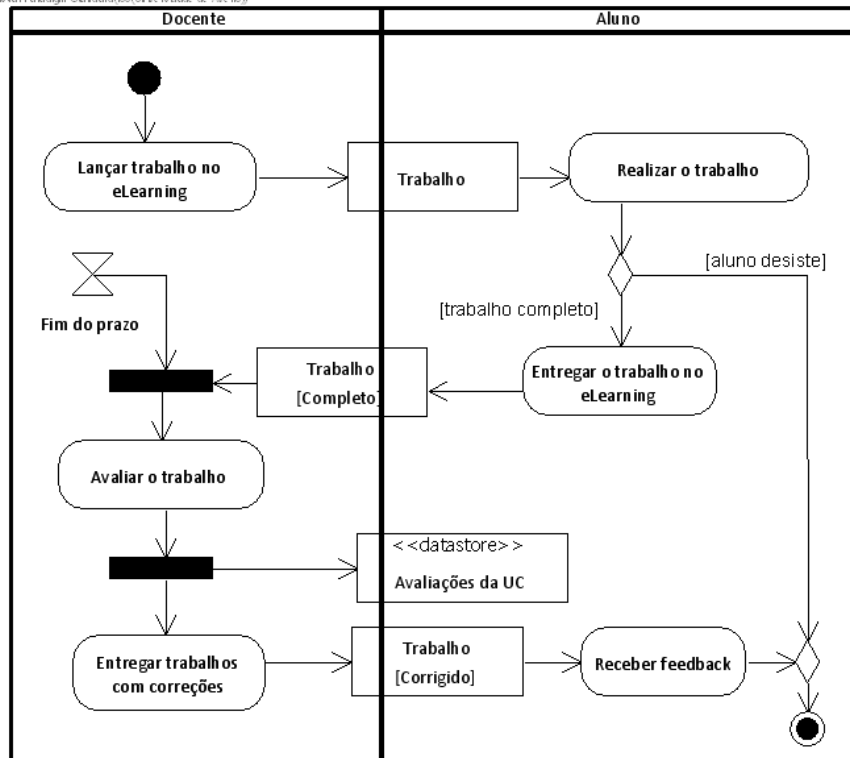 Docente
Aluno
Lançar trabalho no
eLearning
Trabalho
Realizar o trabalho
[aluno desiste]
Fim do prazo
[trabalho completo]
Trabalho
[Completo]
Entregar o trabalho no
eLearning
Avaliar o trabalho
<<datastore>>
Avaliações da UC
Entregar trabalhos
com correções
Trabalho
[Corrigido]
Receber feedback